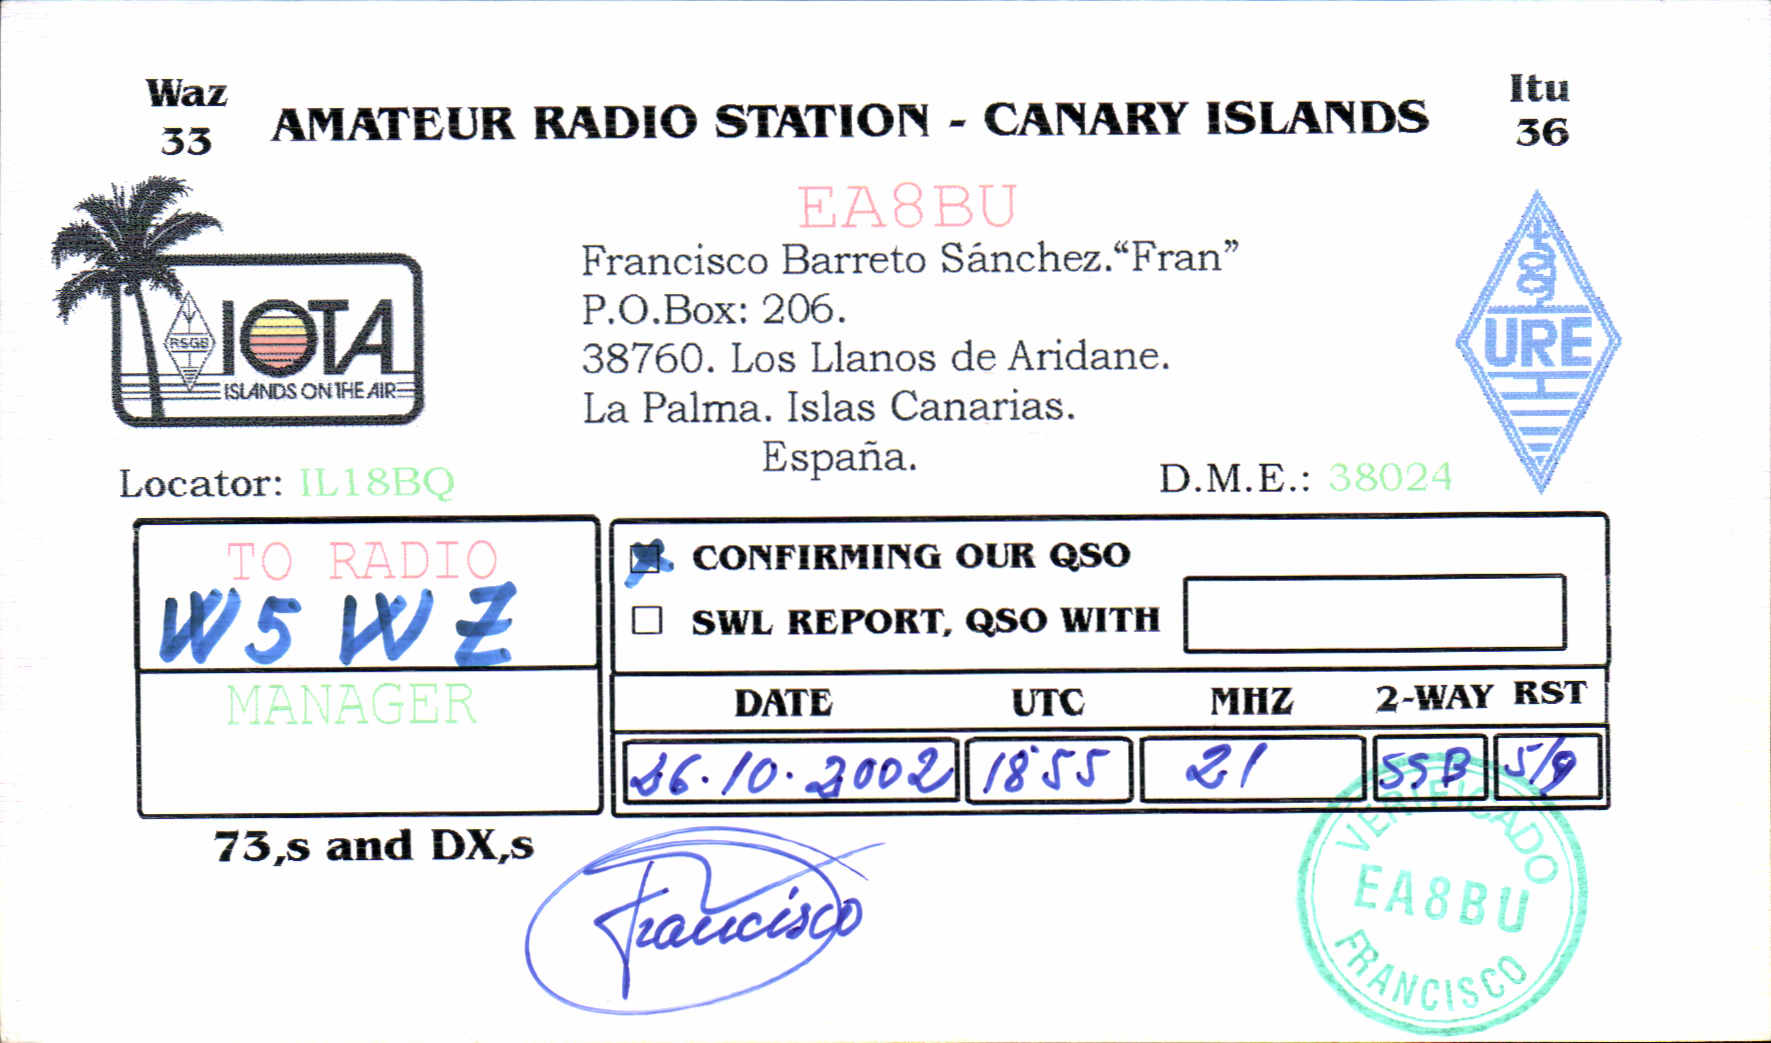 Waz
33
AMATEUR RADIO STATION - CANARY ISLANDS
Itu
36
EA8BU
Francisco Barreto Sánchez.“Fran”
P.O.Box: 206.
38760. Los Llanos de Aridane.
La Palma. Islas Canarias.
España.
RSGB
IOTA
ISLANDS ON THE AIR
URE
Locator: IL18BQ
D.M.E.: 38024
TO RADIO
W5WZ
MANAGER
CONFIRMING OUR QSO
SWL REPORT, QSO WITH
DATE UTC MHZ 2-WAY RST
26.10.2002 1855 21 SSB 5/9
73,s and DX,s
Francisco
VERIFICADO
EA8BU
FRANCISCO